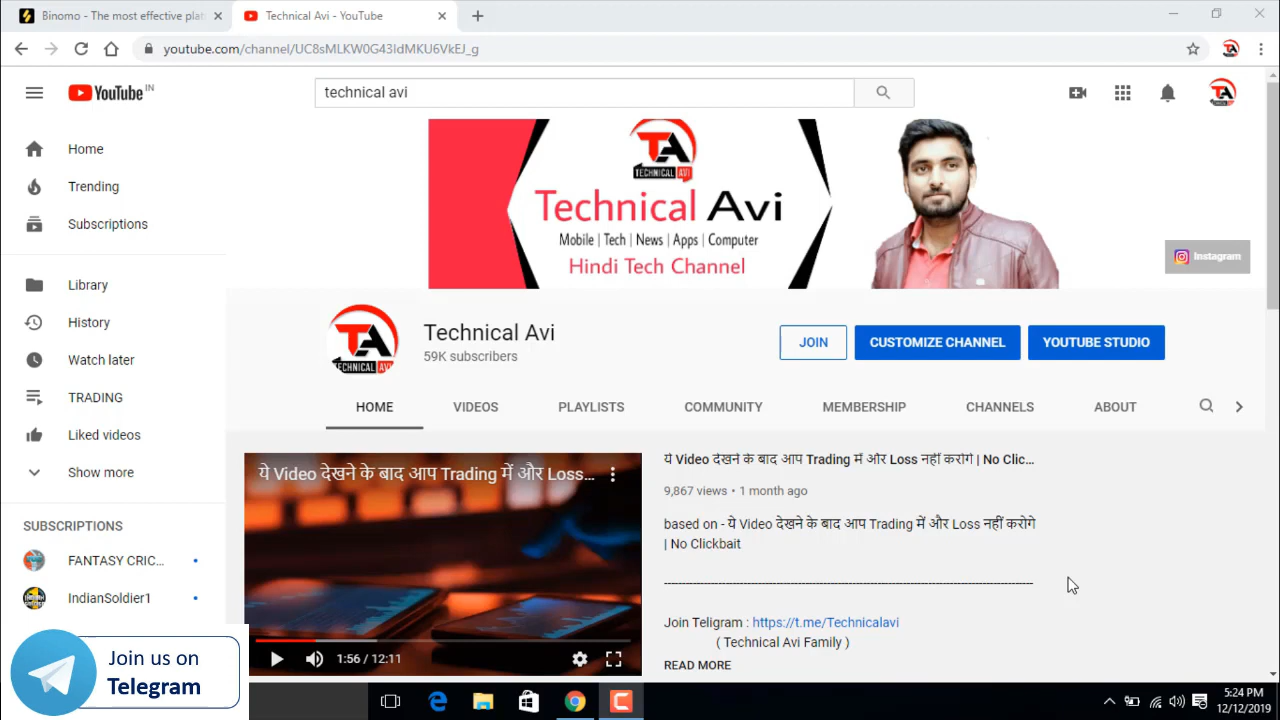 Binomo - The most effective plat
Technical Avi - YouTube
youtube.com/channel/UC8sMLKW0G43IdMKU6VkEJ_g
YouTube IN
technical avi
TA
TECHNICAL AVI
Technical Avi
Mobile | Tech | News | Apps | Computer
Hindi Tech Channel
Instagram
Home
Trending
Subscriptions
Library
History
Watch later
TRADING
Liked videos
Show more
SUBSCRIPTIONS
FANTASY CRIC...
IndianSoldier1
TA
TECHNICAL AVI
Technical Avi
59K subscribers
JOIN
CUSTOMIZE CHANNEL
YOUTUBE STUDIO
HOME
VIDEOS
PLAYLISTS
COMMUNITY
MEMBERSHIP
CHANNELS
ABOUT
ये Video देखने के बाद आप Trading में और Loss...
1:56 / 12:11
ये Video देखने के बाद आप Trading में और Loss नहीं करोगे | No Clic...
9,867 views • 1 month ago
based on - ये Video देखने के बाद आप Trading में और Loss नहीं करोगे
| No Clickbait
---------------------------------------------------------------------------------------------
Join Teligram : https://t.me/Technicalavi
( Technical Avi Family )
READ MORE
Join us on
Telegram
5:24 PM
12/12/2019